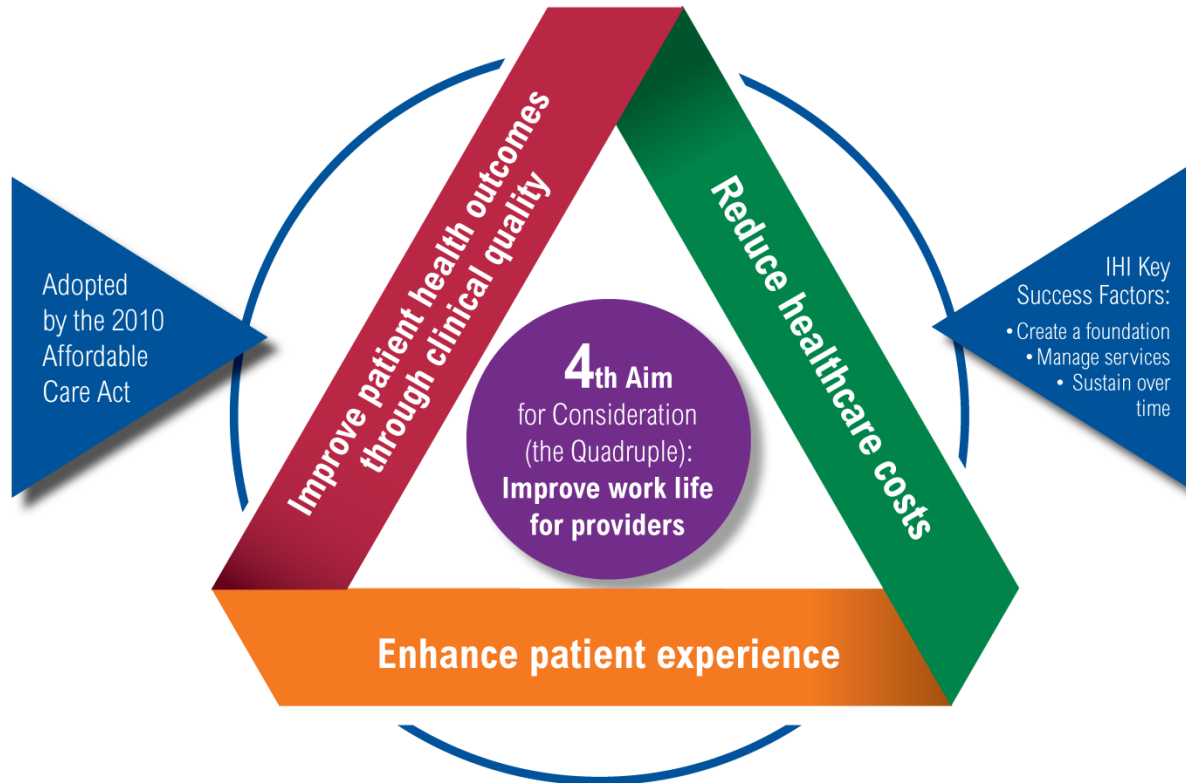 Adopted
by the 2010
Affordable
Care Act
Improve patient health outcomes
through clinical quality
Reduce healthcare costs
4th Aim
for Consideration
(the Quadruple):
Improve work life
for providers
Enhance patient experience
IHI Key
Success Factors:
• Create a foundation
• Manage services
• Sustain over
time